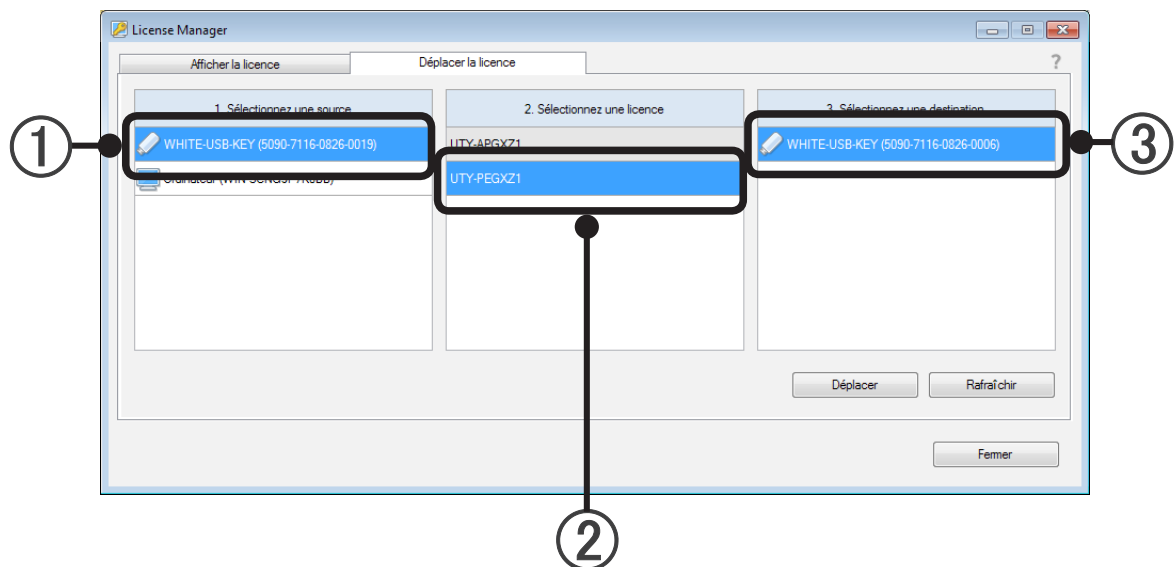 License Manager
Afficher la licence
Déplacer la licence
?
1. Sélectionnez une source
2. Sélectionnez une licence
3. Sélectionnez une destination
WHITE-USB-KEY (5090-7116-0826-0019)
Ordinateur
UTY-APGXZ1
UTY-PEGXZ1
WHITE-USB-KEY (5090-7116-0826-0006)
Déplacer
Rafraîchir
Fermer
1
2
3